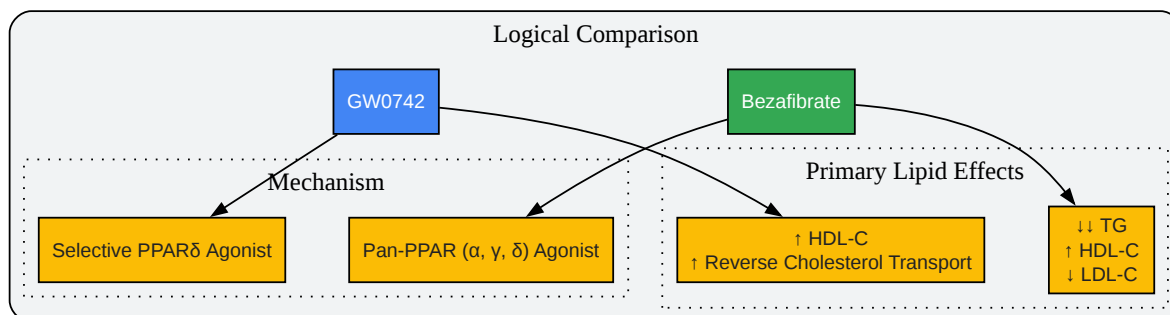 Logical Comparison
GW0742
Bezafibrate
Mechanism
Primary Lipid Effects
Selective PPARδ Agonist
Pan-PPAR (α, γ, δ) Agonist
↑ HDL-C
↑ Reverse Cholesterol Transport
↓↓ TG
↑ HDL-C
↓ LDL-C